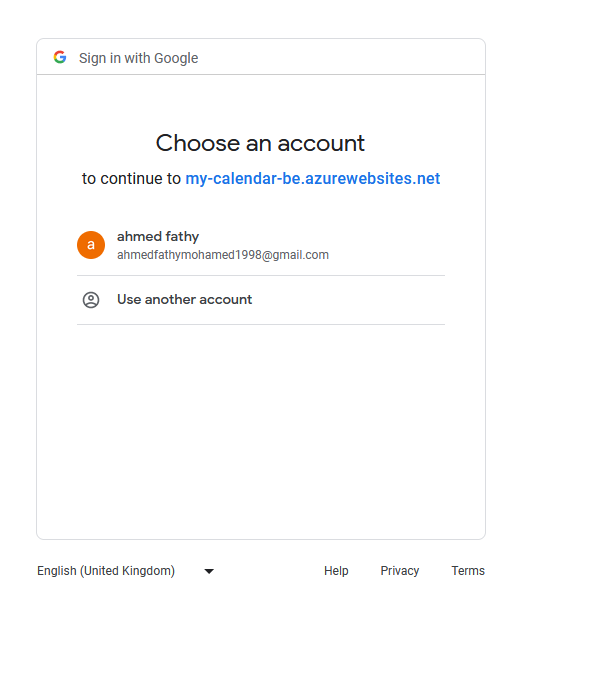 Sign in with Google
Choose an account
to continue to my-calendar-be.azurewebsites.net
a
ahmed fathy
ahmedfathymohamed1998@gmail.com
Use another account
English (United Kingdom)
Help
Privacy
Terms